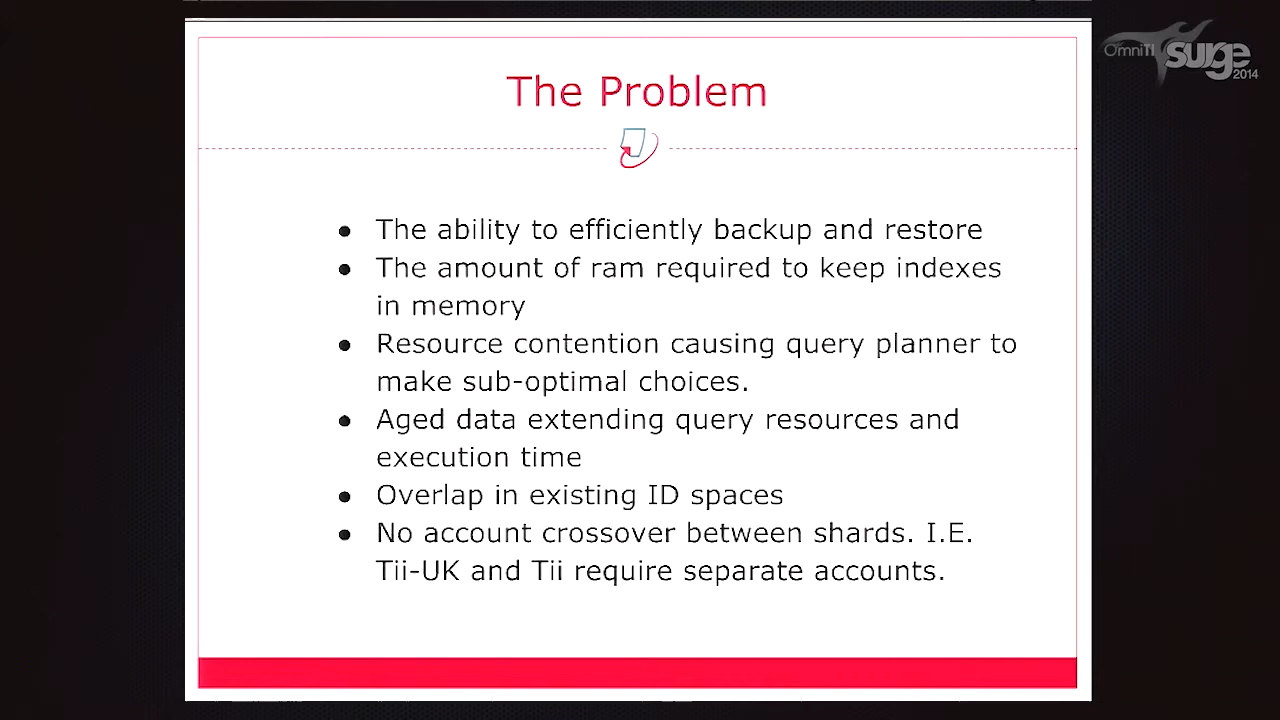 The Problem
● The ability to efficiently backup and restore
● The amount of ram required to keep indexes
in memory
● Resource contention causing query planner to
make sub-optimal choices.
● Aged data extending query resources and
execution time
● Overlap in existing ID spaces
● No account crossover between shards. I.E.
Tii-UK and Tii require separate accounts.
OmniTI
surge
2014